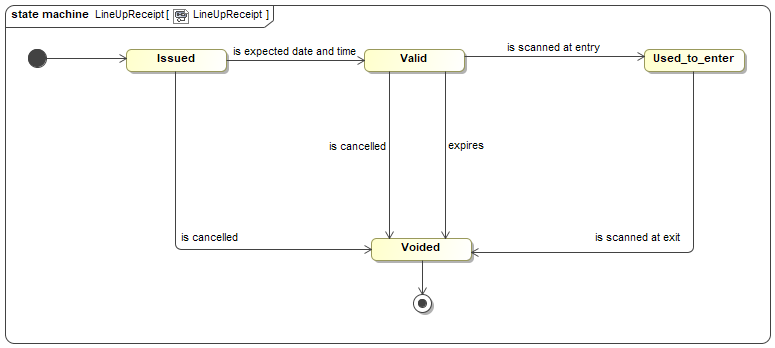 state machine LineUpReceipt [ LineUpReceipt ]
Issued
is expected date and time
Valid
is scanned at entry
Used_to_enter
is cancelled
expires
is cancelled
Voided
is scanned at exit